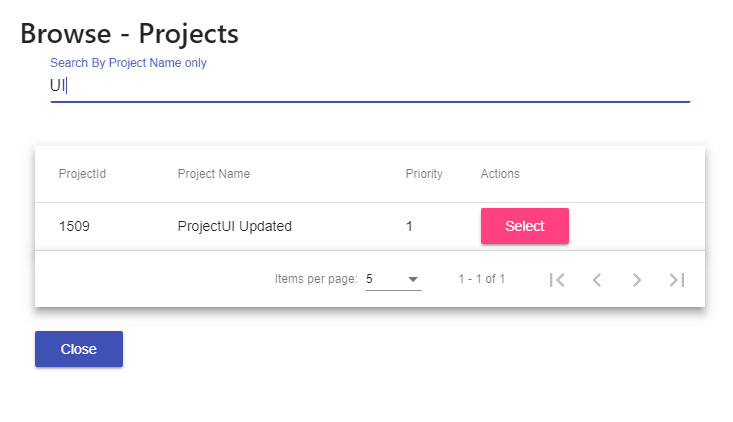 Browse - Projects
Search By Project Name only
UI
ProjectId Project Name Priority Actions
1509 ProjectUI Updated 1 Select
Items per page: 5 1 - 1 of 1
Close